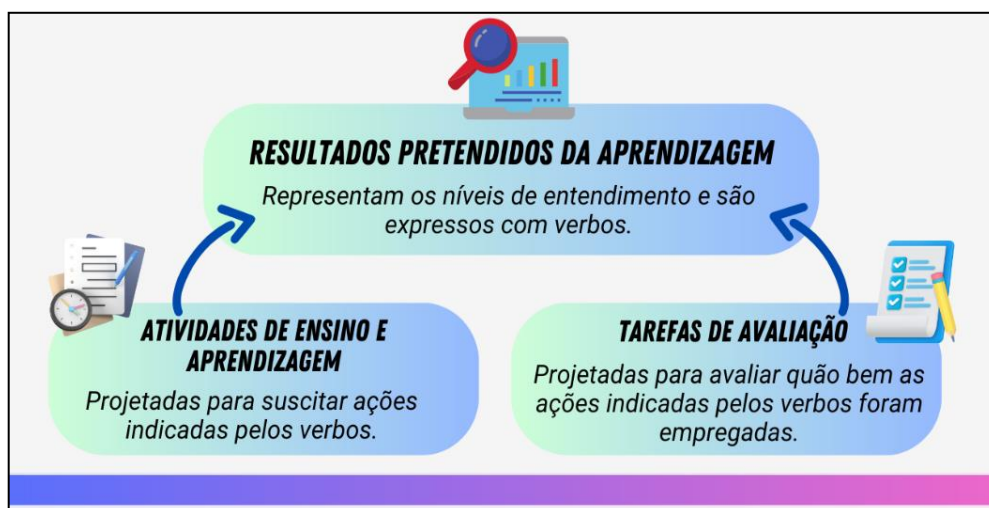 RESULTADOS PRETENDIDOS DA APRENDIZAGEM
Representam os níveis de entendimento e são
expressos com verbos.
ATIVIDADES DE ENSINO E
APRENDIZAGEM
Projetadas para suscitar ações
indicadas pelos verbos.
TAREFAS DE AVALIAÇÃO
Projetadas para avaliar quão bem as
ações indicadas pelos verbos foram
empregadas.